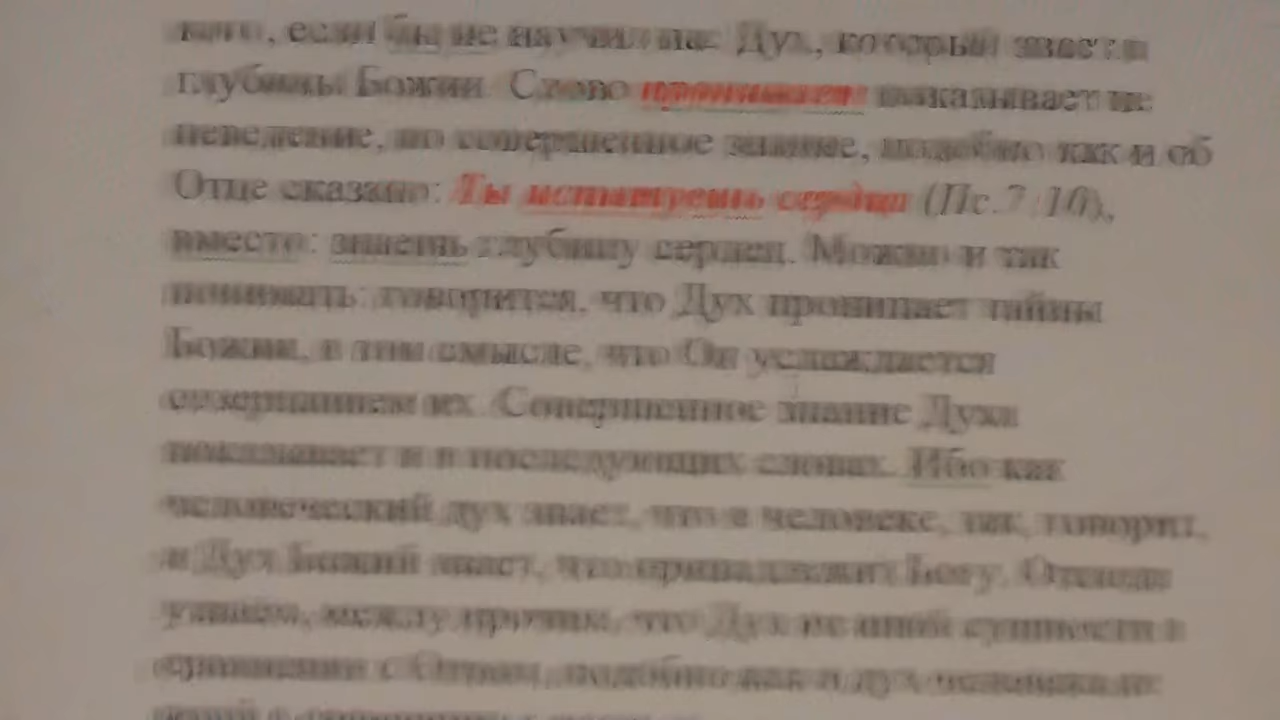 если бы не научил нас Дух, который знает и
глубины Божии. Слово проницает показывает не
неведение, но совершенное знание, подобно как и об
Отце сказано: Ты испытуешь сердца (Пс.7:10),
вместо: знаешь глубину сердец. Можно и так
понимать: говорится, что Дух проницает тайны
Божии, в том смысле, что Он услаждается
созерцанием их. Совершенное знание Духа
показывает и в последующих словах. Ибо как
человеческий дух знает, что в человеке, так, говорит,
и Дух Божий знает, что принадлежит Богу. Отсюда
узнаем, между прочим, что Дух не иной сущности в
сравнении с Отцом, подобно как и дух человека не